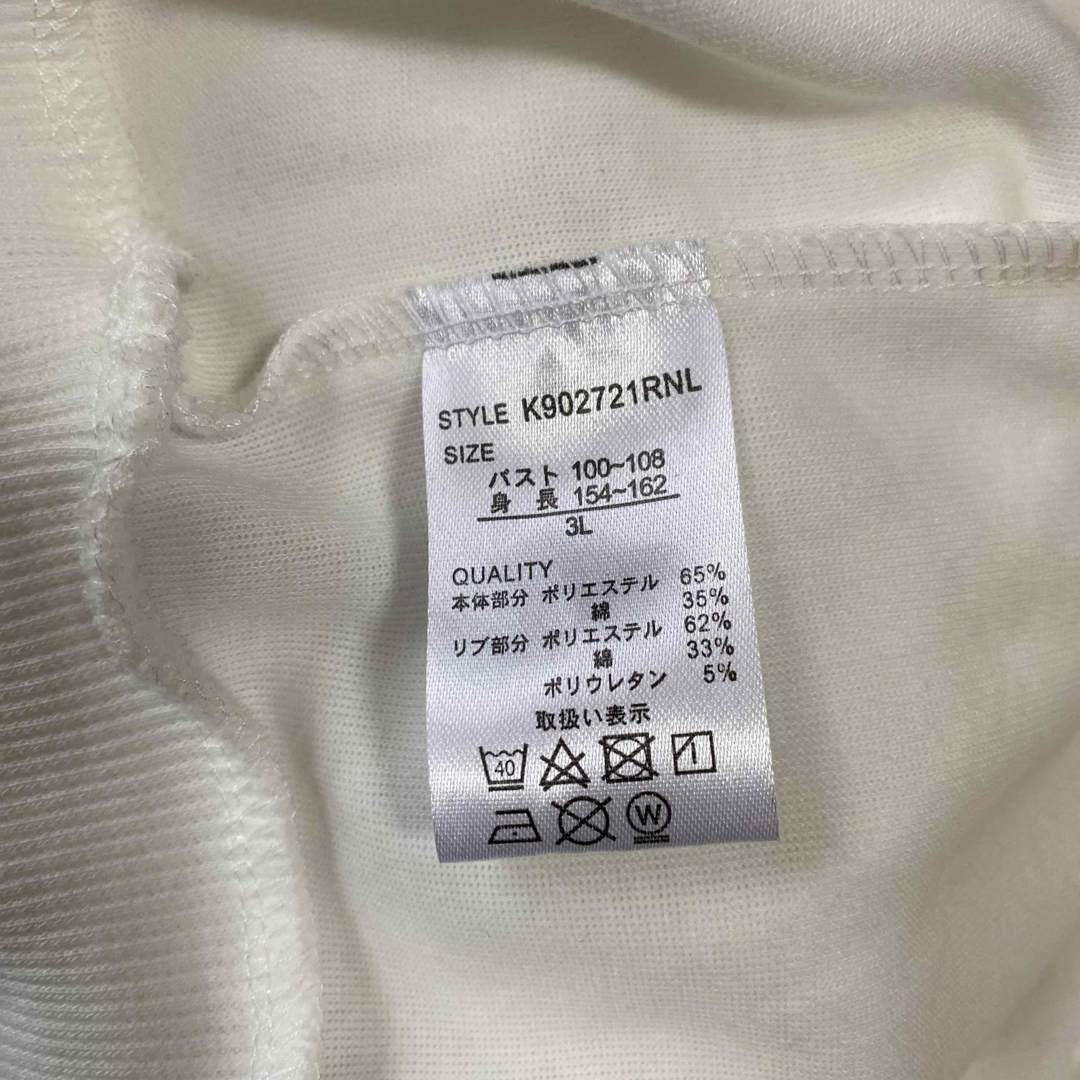 STYLE K902721RNL
SIZE
バスト 100~108
身 長 154~162
3L
QUALITY
本体部分 ポリエステル 65%
綿 35%
リブ部分 ポリエステル 62%
綿 33%
ポリウレタン 5%
取扱い表示
40
W